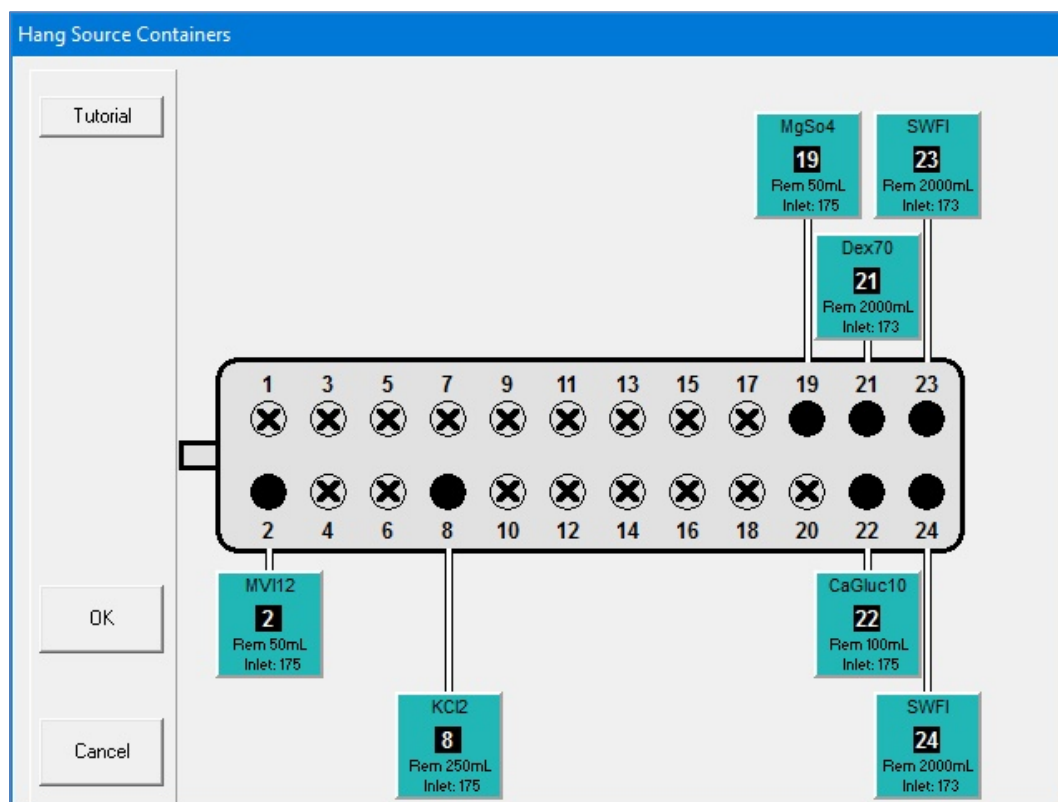 Hang Source Containers
Tutorial
MgSo4
19
Rem 50mL
Inlet: 175
SWFI
23
Rem 2000mL
Inlet: 173
Dex70
21
Rem 2000mL
Inlet: 173
1 3 5 7 9 11 13 15 17 19 21 23
2 4 6 8 10 12 14 16 18 20 22 24
MVI12
2
Rem 50mL
Inlet: 175
CaGluc10
22
Rem 100mL
Inlet: 175
OK
KCl2
8
Rem 250mL
Inlet: 175
SWFI
24
Rem 2000mL
Inlet: 173
Cancel